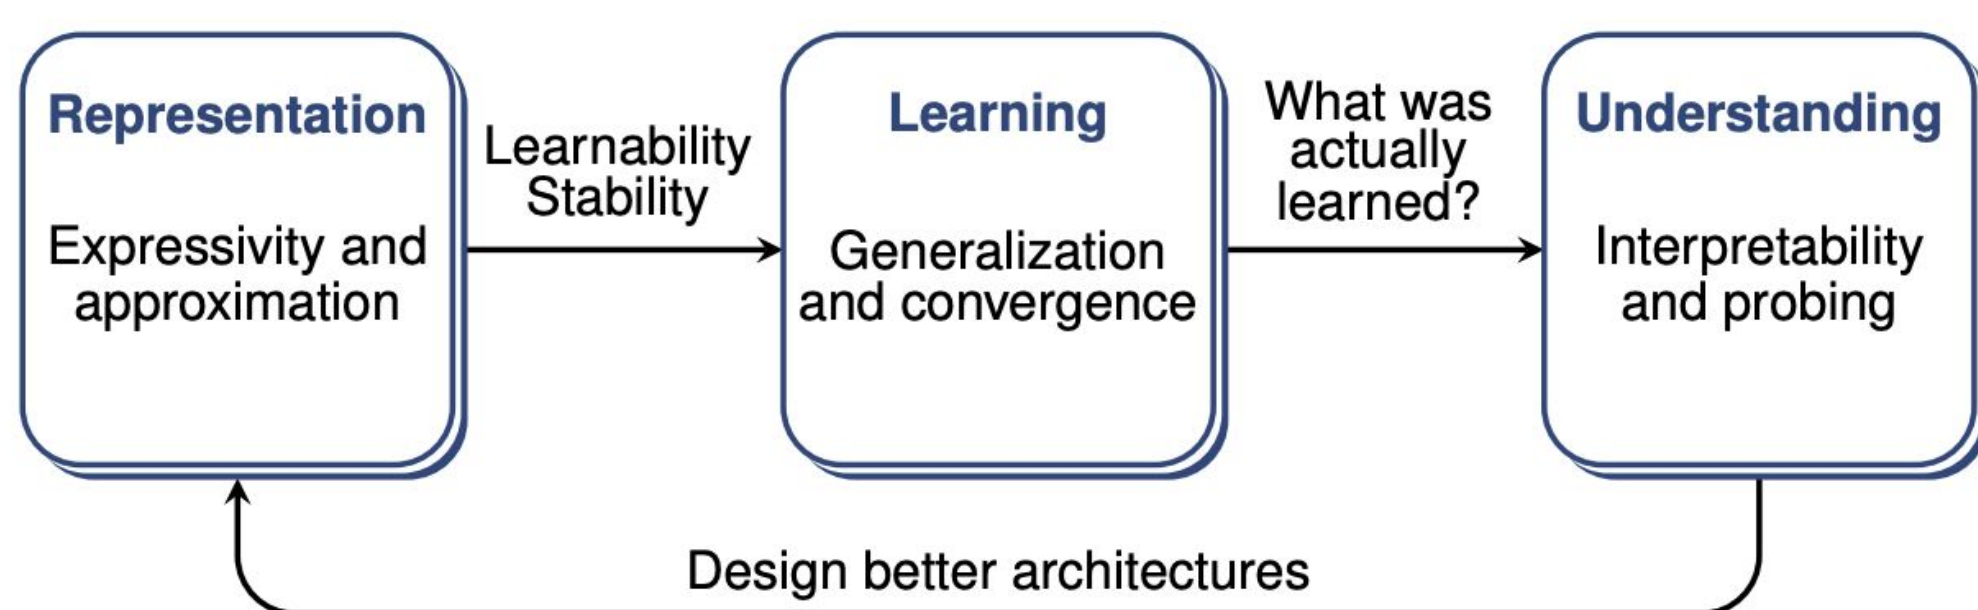 Representation
Expressivity and
approximation
Learnability
Stability
Learning
Generalization
and convergence
What was
actually
learned?
Understanding
Interpretability
and probing
Design better architectures